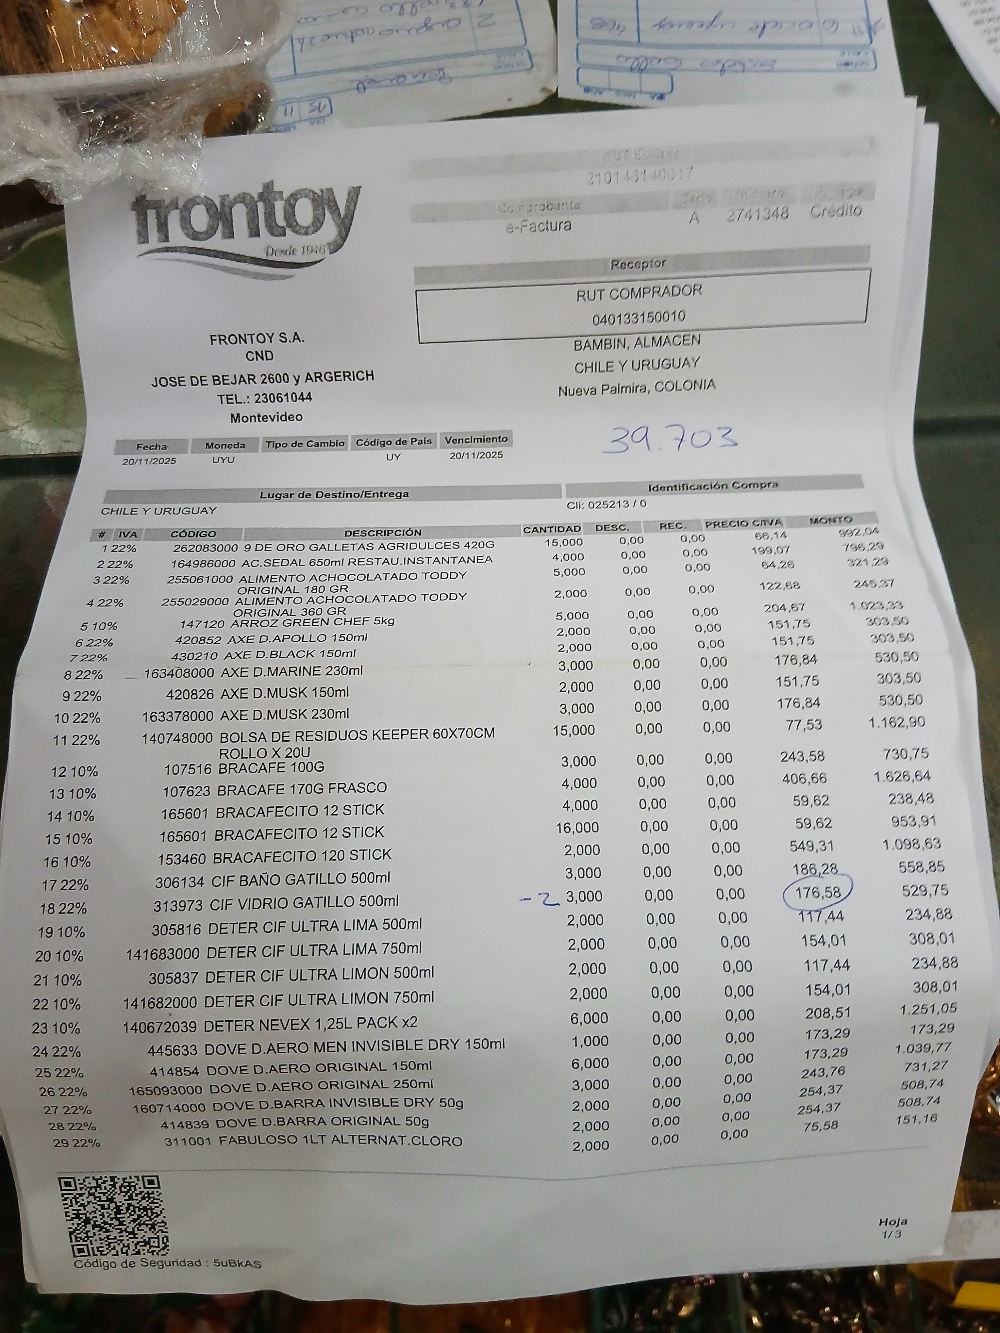 frontoy
Desde 1946
210143140017
Comprobante
e-Factura
A
Número
2741348
Crédito
Receptor
RUT COMPRADOR
040133150010
BAMBIN, ALMACEN
CHILE Y URUGUAY
Nueva Palmira, COLONIA
FRONTOY S.A.
CND
JOSE DE BEJAR 2600 y ARGERICH
TEL.: 23061044
Montevideo
39.703
Fecha Moneda Tipo de Cambio Código de País Vencimiento
20/11/2025 UYU UY 20/11/2025
Lugar de Destino/Entrega Identificación Compra
CHILE Y URUGUAY Cli: 025213 / 0
# IVA CÓDIGO DESCRIPCIÓN CANTIDAD DESC. REC. PRECIO C/IVA MONTO
1 22% 262083000 9 DE ORO GALLETAS AGRIDULCES 420G 15,000 0,00 0,00 66,14 992,04
2 22% 164986000 AC.SEDAL 650ml RESTAU.INSTANTANEA 4,000 0,00 0,00 199,07 796,29
3 22% 255061000 ALIMENTO ACHOCOLATADO TODDY ORIGINAL 180 GR 5,000 0,00 0,00 64,26 321,29
4 22% 255029000 ALIMENTO ACHOCOLATADO TODDY ORIGINAL 360 GR 2,000 0,00 0,00 122,68 245,37
5 10% 147120 ARROZ GREEN CHEF 5kg 5,000 0,00 0,00 204,67 1.023,33
6 22% 420852 AXE D.APOLLO 150ml 2,000 0,00 0,00 151,75 303,50
7 22% 430210 AXE D.BLACK 150ml 2,000 0,00 0,00 151,75 303,50
8 22% 163408000 AXE D.MARINE 230ml 3,000 0,00 0,00 176,84 530,50
9 22% 420826 AXE D.MUSK 150ml 2,000 0,00 0,00 151,75 303,50
10 22% 163378000 AXE D.MUSK 230ml 3,000 0,00 0,00 176,84 530,50
11 22% 140748000 BOLSA DE RESIDUOS KEEPER 60X70CM ROLLO X 20U 15,000 0,00 0,00 77,53 1.162,90
12 10% 107516 BRACAFE 100G 3,000 0,00 0,00 243,58 730,75
13 10% 107623 BRACAFE 170G FRASCO 4,000 0,00 0,00 406,66 1.626,64
14 10% 165601 BRACAFECITO 12 STICK 4,000 0,00 0,00 59,62 238,48
15 10% 165601 BRACAFECITO 12 STICK 16,000 0,00 0,00 59,62 953,91
16 10% 153460 BRACAFECITO 120 STICK 2,000 0,00 0,00 549,31 1.098,63
17 22% 306134 CIF BAÑO GATILLO 500ml 3,000 0,00 0,00 186,28 558,85
18 22% 313973 CIF VIDRIO GATILLO 500ml -2 3,000 0,00 0,00 176,58 529,75
19 10% 305816 DETER CIF ULTRA LIMA 500ml 2,000 0,00 0,00 117,44 234,88
20 10% 141683000 DETER CIF ULTRA LIMA 750ml 2,000 0,00 0,00 154,01 308,01
21 10% 305837 DETER CIF ULTRA LIMON 500ml 2,000 0,00 0,00 117,44 234,88
22 10% 141682000 DETER CIF ULTRA LIMON 750ml 2,000 0,00 0,00 154,01 308,01
23 10% 140672039 DETER NEVEX 1,25L PACK x2 6,000 0,00 0,00 208,51 1.251,05
24 22% 445633 DOVE D.AERO MEN INVISIBLE DRY 150ml 1,000 0,00 0,00 173,29 173,29
25 22% 414854 DOVE D.AERO ORIGINAL 150ml 6,000 0,00 0,00 173,29 1.039,77
26 22% 165093000 DOVE D.AERO ORIGINAL 250ml 3,000 0,00 0,00 243,76 731,27
27 22% 160714000 DOVE D.BARRA INVISIBLE DRY 50g 2,000 0,00 0,00 254,37 508,74
28 22% 414839 DOVE D.BARRA ORIGINAL 50g 2,000 0,00 0,00 254,37 508,74
29 22% 311001 FABULOSO 1LT ALTERNAT.CLORO 2,000 0,00 0,00 75,58 151,16
Código de Seguridad : 5uBkAS
Hoja
1/3